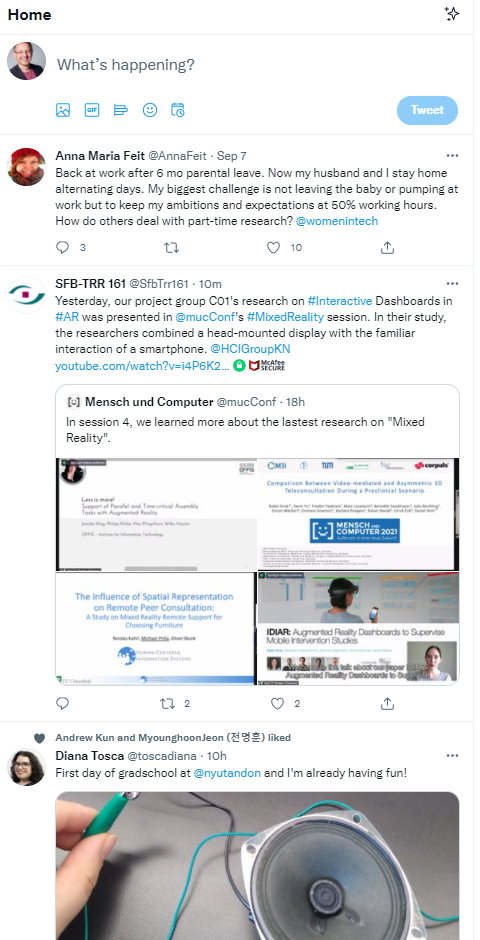 Home
What's happening?
GIF
Tweet
Anna Maria Feit @AnnaFeit · Sep 7
Back at work after 6 mo parental leave. Now my husband and I stay home
alternating days. My biggest challenge is not leaving the baby or pumping at
work but to keep my ambitions and expectations at 50% working hours.
How do others deal with part-time research? @womenintech
3
10
SFB-TRR 161 @SfbTrr161 · 10m
Yesterday, our project group C01's research on #Interactive Dashboards in
#AR was presented in @mucConf's #MixedReality session. In their study,
the researchers combined a head-mounted display with the familiar
interaction of a smartphone. @HCIGroupKN
youtube.com/watch?v=i4P6K2... McAfee SECURE
Mensch und Computer @mucConf · 18h
In session 4, we learned more about the lastest research on "Mixed
Reality".
Less is more!
Support of Parallel and Time-critical Assembly
Tasks with Augmented Reality
Institute for Information Technology
TUM
corpuls
Comparison Between Video-mediated and Asymmetric 3D
Teleconsultation During a Preclinical Scenario
MENSCH UND
COMPUTER 2021
The Influence of Spatial Representation
on Remote Peer Consultation:
A Study on Mixed Reality Remote Support for
Choosing Furniture
Nicolas Kahrl, Michael Prilla, Oliver Blunk
HUMAN-CENTERED
INFORMATION SYSTEMS
TU Clausthal
IDIAR: Augmented Reality Dashboards to Supervise
Mobile Intervention Studies
the talk about our paper
Augmented Reality Dashboards to
2
2
Andrew Kun and MyounghoonJeon (전명훈) liked
Diana Tosca @toscadiana · 10h
First day of gradschool at @nyutandon and I'm already having fun!